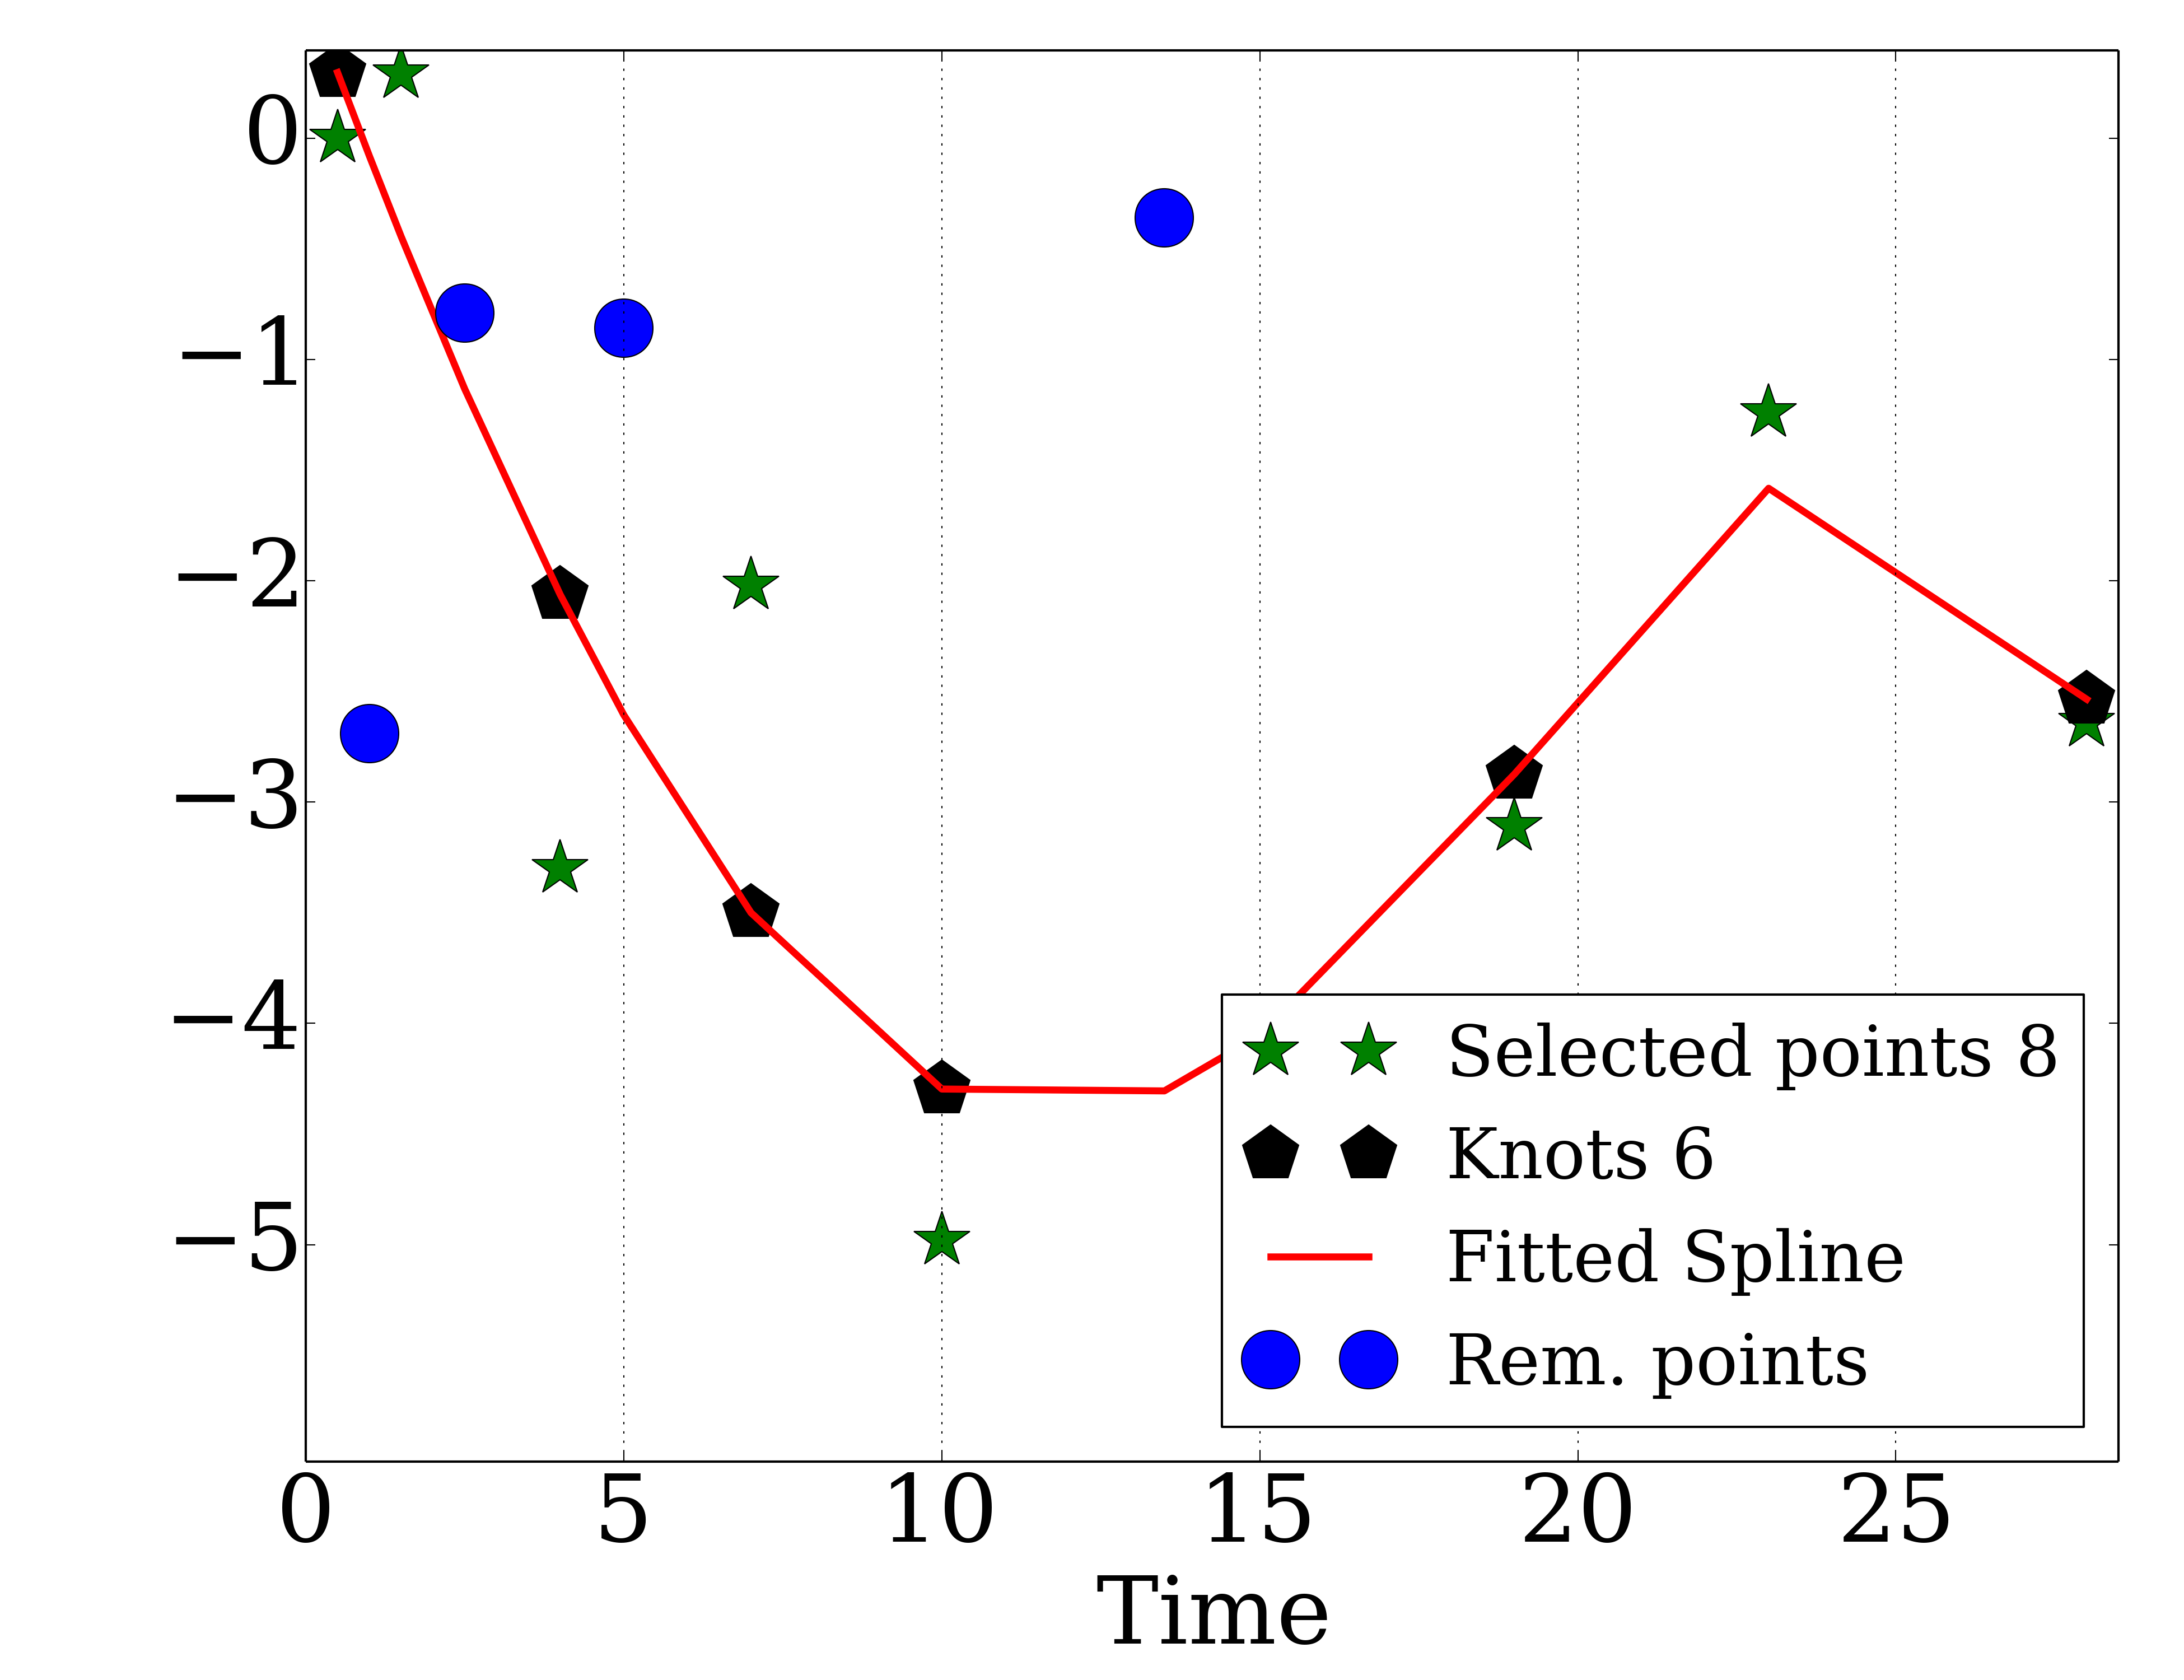 0
−1
−2
−3
−4
−5
Selected points 8
Knots 6
Fitted Spline
Rem. points
0 5 10 15 20 25
Time